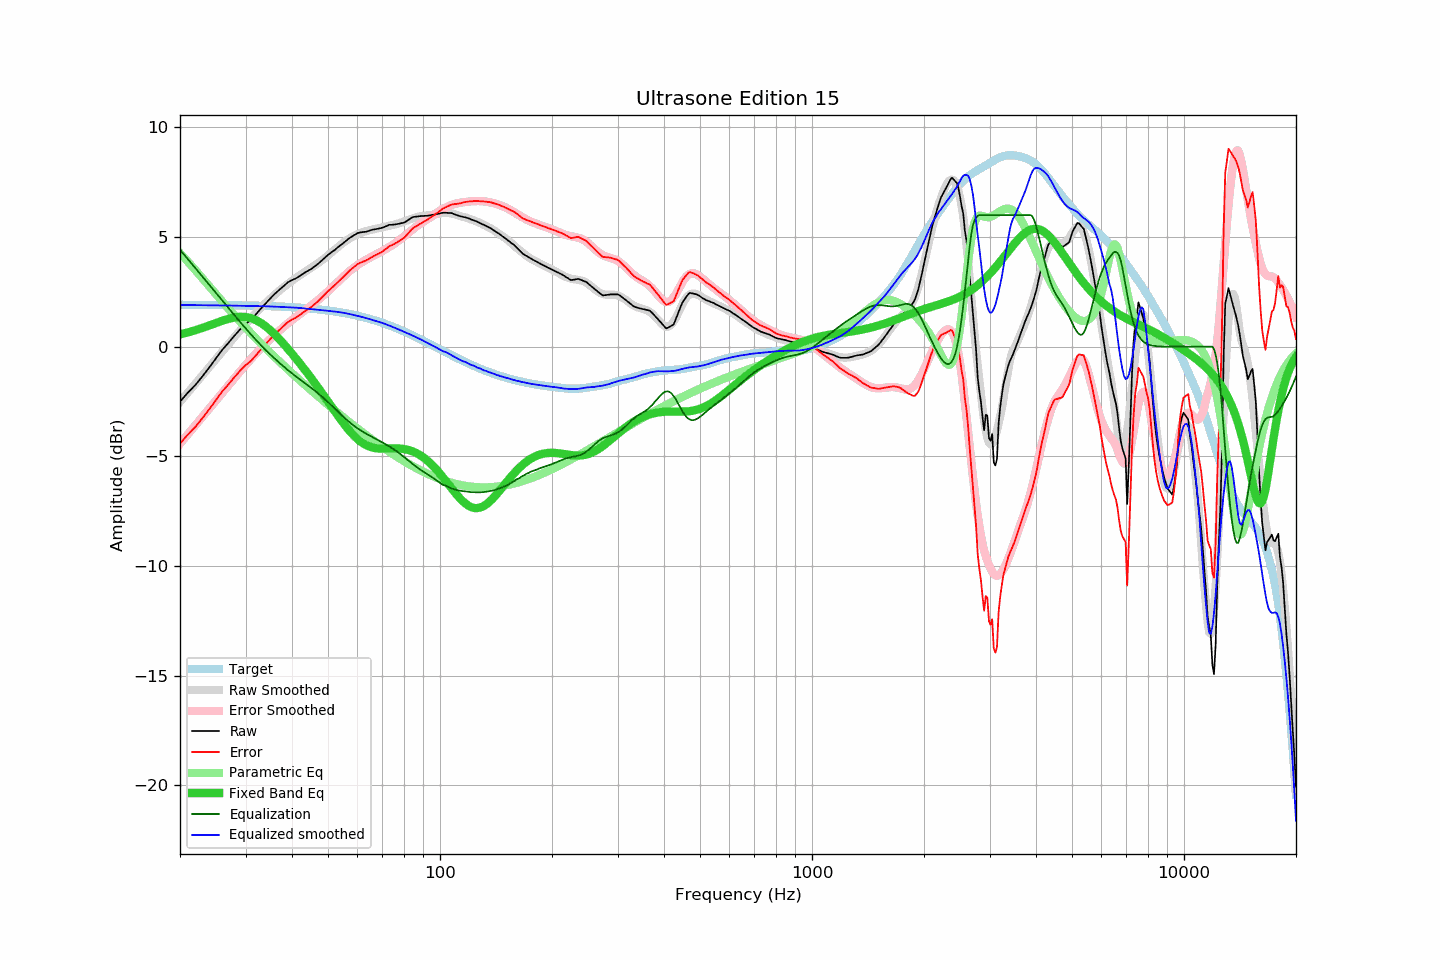 Ultrasone Edition 15
10
5
0
−5
−10
−15
−20
Amplitude (dBr)
100
1000
10000
Frequency (Hz)
Target
Raw Smoothed
Error Smoothed
Raw
Error
Parametric Eq
Fixed Band Eq
Equalization
Equalized smoothed